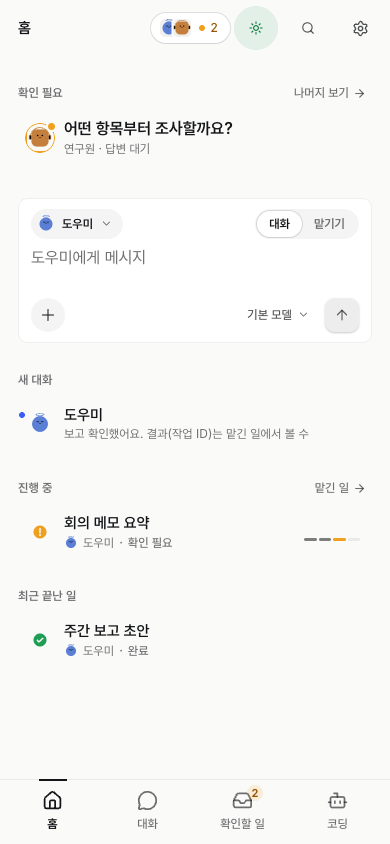 홈
2
확인 필요
나머지 보기
어떤 항목부터 조사할까요?
연구원 · 답변 대기
도우미
대화
맡기기
도우미에게 메시지
기본 모델
새 대화
도우미
보고 확인했어요. 결과(작업 ID)는 맡긴 일에서 볼 수
진행 중
맡긴 일
회의 메모 요약
도우미 · 확인 필요
최근 끝난 일
주간 보고 초안
도우미 · 완료
2
홈
대화
확인할 일
코딩